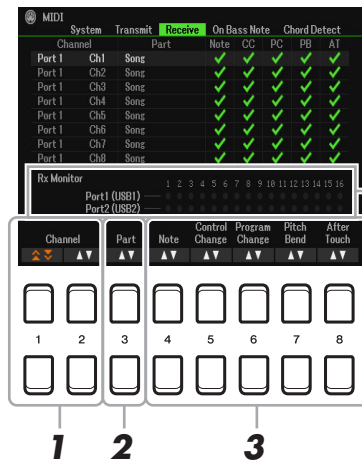 MIDI
System Transmit Receive On Bass Note Chord Detect
Channel Part Note CC PC PB AT
Port 1 Ch1 Song
Port 1 Ch2 Song
Port 1 Ch3 Song
Port 1 Ch4 Song
Port 1 Ch5 Song
Port 1 Ch6 Song
Port 1 Ch7 Song
Port 1 Ch8 Song
Rx Monitor 1 2 3 4 5 6 7 8 9 10 11 12 13 14 15 16
Port1 (USB1)
Port2 (USB2)
Channel Part Note Control Change Program Change Pitch Bend After Touch
1 2 3 4 5 6 7 8
1 2 3